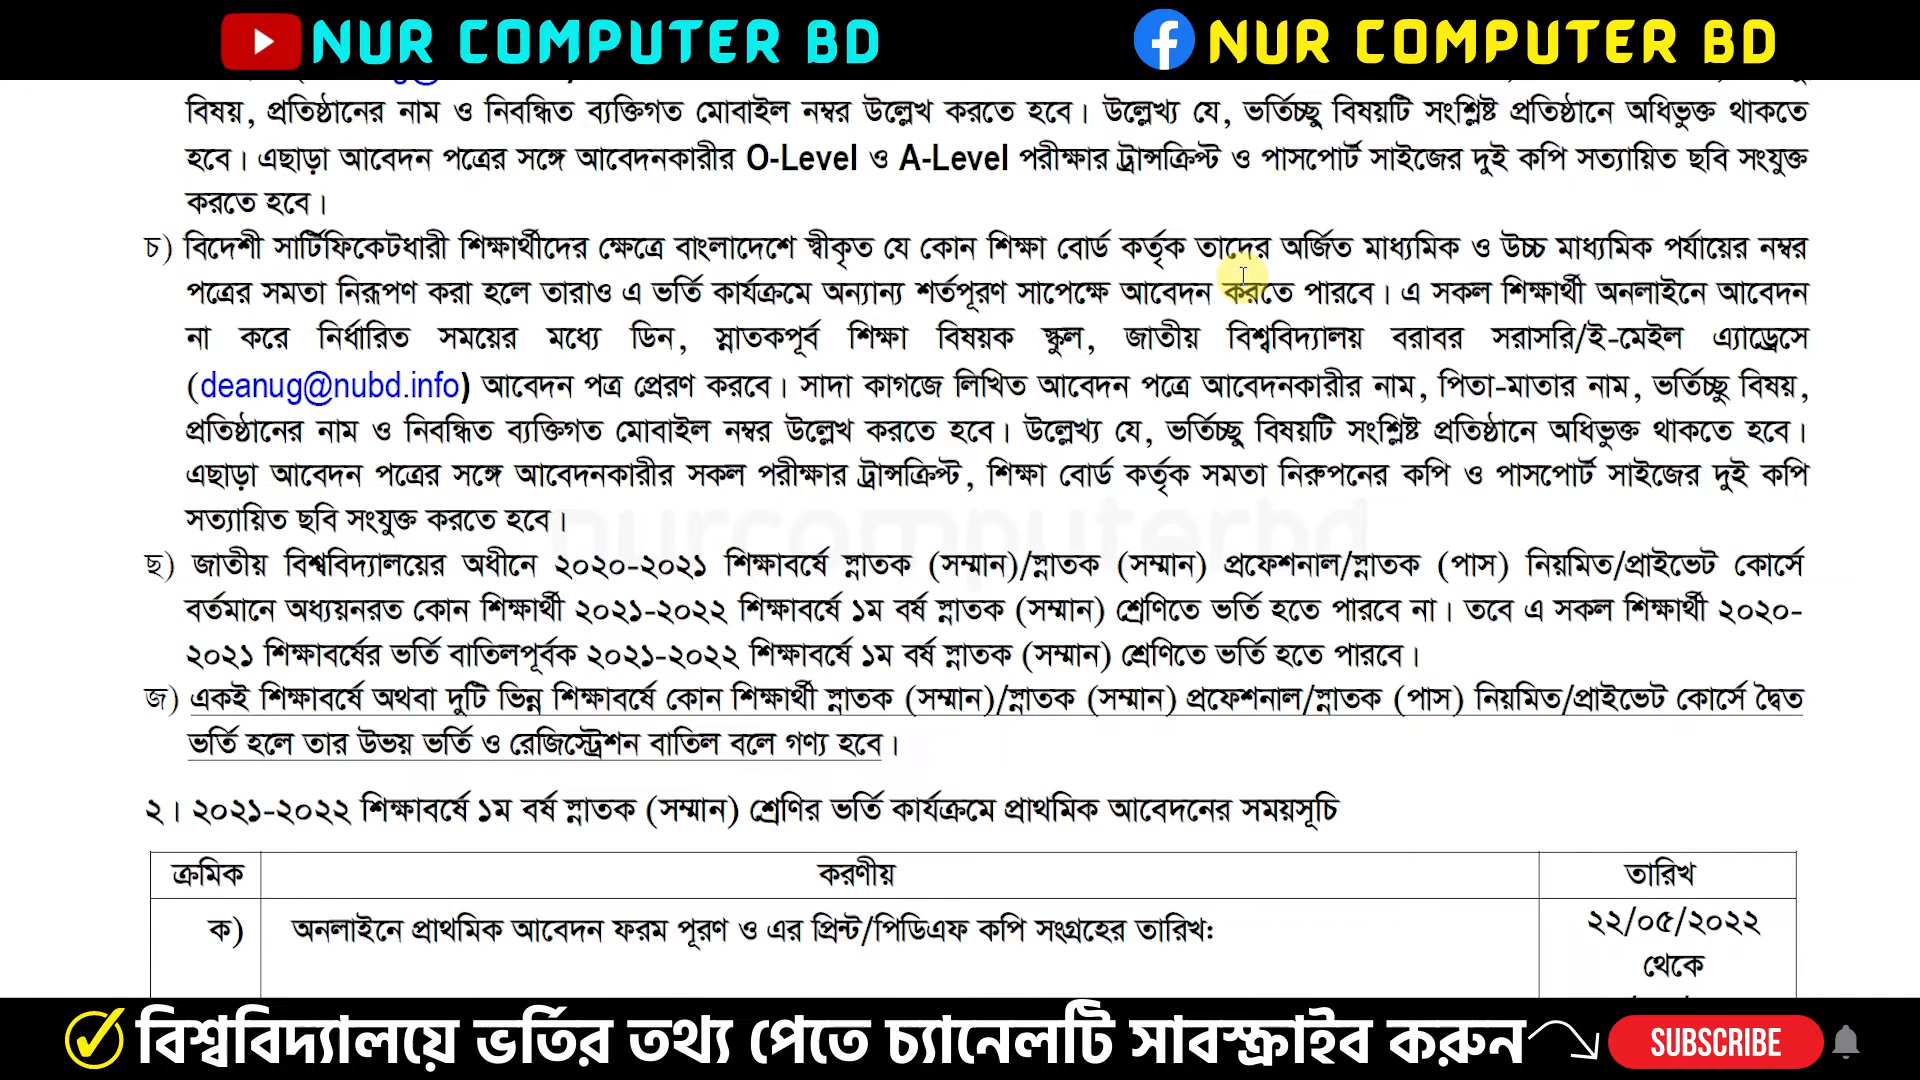 NUR COMPUTER BD NUR COMPUTER BD
বিষয়, প্রতিষ্ঠানের নাম ও নিবন্ধিত ব্যক্তিগত মোবাইল নম্বর উল্লেখ করতে হবে। উল্লেখ্য যে, ভর্তিচ্ছু বিষয়টি সংশ্লিষ্ট প্রতিষ্ঠানে অধিভুক্ত থাকতে
হবে। এছাড়া আবেদন পত্রের সঙ্গে আবেদনকারীর O-Level ও A-Level পরীক্ষার ট্রান্সক্রিপ্ট ও পাসপোর্ট সাইজের দুই কপি সত্যায়িত ছবি সংযুক্ত
করতে হবে।
চ) বিদেশী সার্টিফিকেটধারী শিক্ষার্থীদের ক্ষেত্রে বাংলাদেশে স্বীকৃত যে কোন শিক্ষা বোর্ড কর্তৃক তাদের অর্জিত মাধ্যমিক ও উচ্চ মাধ্যমিক পর্যায়ের নম্বর
পত্রের সমতা নিরূপণ করা হলে তারাও এ ভর্তি কার্যক্রমে অন্যান্য শর্তপূরণ সাপেক্ষে আবেদন করতে পারবে। এ সকল শিক্ষার্থী অনলাইনে আবেদন
না করে নির্ধারিত সময়ের মধ্যে ডিন, স্নাতকপূর্ব শিক্ষা বিষয়ক স্কুল, জাতীয় বিশ্ববিদ্যালয় বরাবর সরাসরি/ই-মেইল এ্যাড্রেসে
(deanug@nubd.info) আবেদন পত্র প্রেরণ করবে। সাদা কাগজে লিখিত আবেদন পত্রে আবেদনকারীর নাম, পিতা-মাতার নাম, ভর্তিচ্ছু বিষয়,
প্রতিষ্ঠানের নাম ও নিবন্ধিত ব্যক্তিগত মোবাইল নম্বর উল্লেখ করতে হবে। উল্লেখ্য যে, ভর্তিচ্ছু বিষয়টি সংশ্লিষ্ট প্রতিষ্ঠানে অধিভুক্ত থাকতে হবে।
এছাড়া আবেদন পত্রের সঙ্গে আবেদনকারীর সকল পরীক্ষার ট্রান্সক্রিপ্ট, শিক্ষা বোর্ড কর্তৃক সমতা নিরুপনের কপি ও পাসপোর্ট সাইজের দুই কপি
সত্যায়িত ছবি সংযুক্ত করতে হবে।
nurcomputerbd
ছ) জাতীয় বিশ্ববিদ্যালয়ের অধীনে ২০২০-২০২১ শিক্ষাবর্ষে স্নাতক (সম্মান)/স্নাতক (সম্মান) প্রফেশনাল/স্নাতক (পাস) নিয়মিত/প্রাইভেট কোর্সে
বর্তমানে অধ্যয়নরত কোন শিক্ষার্থী ২০২১-২০২২ শিক্ষাবর্ষে ১ম বর্ষ স্নাতক (সম্মান) শ্রেণিতে ভর্তি হতে পারবে না। তবে এ সকল শিক্ষার্থী ২০২০-
২০২১ শিক্ষাবর্ষের ভর্তি বাতিলপূর্বক ২০২১-২০২২ শিক্ষাবর্ষে ১ম বর্ষ স্নাতক (সম্মান) শ্রেণিতে ভর্তি হতে পারবে।
জ) একই শিক্ষাবর্ষে অথবা দুটি ভিন্ন শিক্ষাবর্ষে কোন শিক্ষার্থী স্নাতক (সম্মান)/স্নাতক (সম্মান) প্রফেশনাল/স্নাতক (পাস) নিয়মিত/প্রাইভেট কোর্সে দ্বৈত
ভর্তি হলে তার উভয় ভর্তি ও রেজিস্ট্রেশন বাতিল বলে গণ্য হবে।
২। ২০২১-২০২২ শিক্ষাবর্ষে ১ম বর্ষ স্নাতক (সম্মান) শ্রেণির ভর্তি কার্যক্রমে প্রাথমিক আবেদনের সময়সূচি
ক্রমিক করণীয় তারিখ
ক) অনলাইনে প্রাথমিক আবেদন ফরম পূরণ ও এর প্রিন্ট/পিডিএফ কপি সংগ্রহের তারিখ: ২২/০৫/২০২২
থেকে
বিশ্ববিদ্যালয়ে ভর্তির তথ্য পেতে চ্যানেলটি সাবস্ক্রাইব করুন SUBSCRIBE